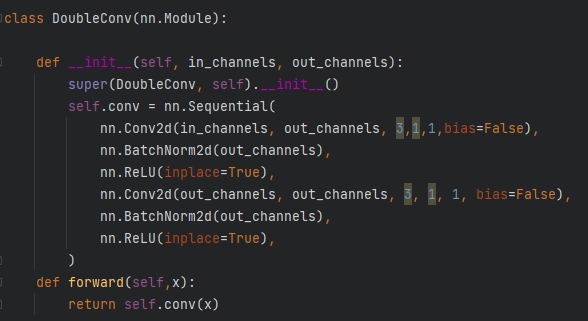 class DoubleConv(nn.Module):
def __init__(self, in_channels, out_channels):
super(DoubleConv, self).__init__()
self.conv = nn.Sequential(
nn.Conv2d(in_channels, out_channels, 3,1,1,bias=False),
nn.BatchNorm2d(out_channels),
nn.ReLU(inplace=True),
nn.Conv2d(out_channels, out_channels, 3, 1, 1, bias=False),
nn.BatchNorm2d(out_channels),
nn.ReLU(inplace=True),
)
def forward(self,x):
return self.conv(x)